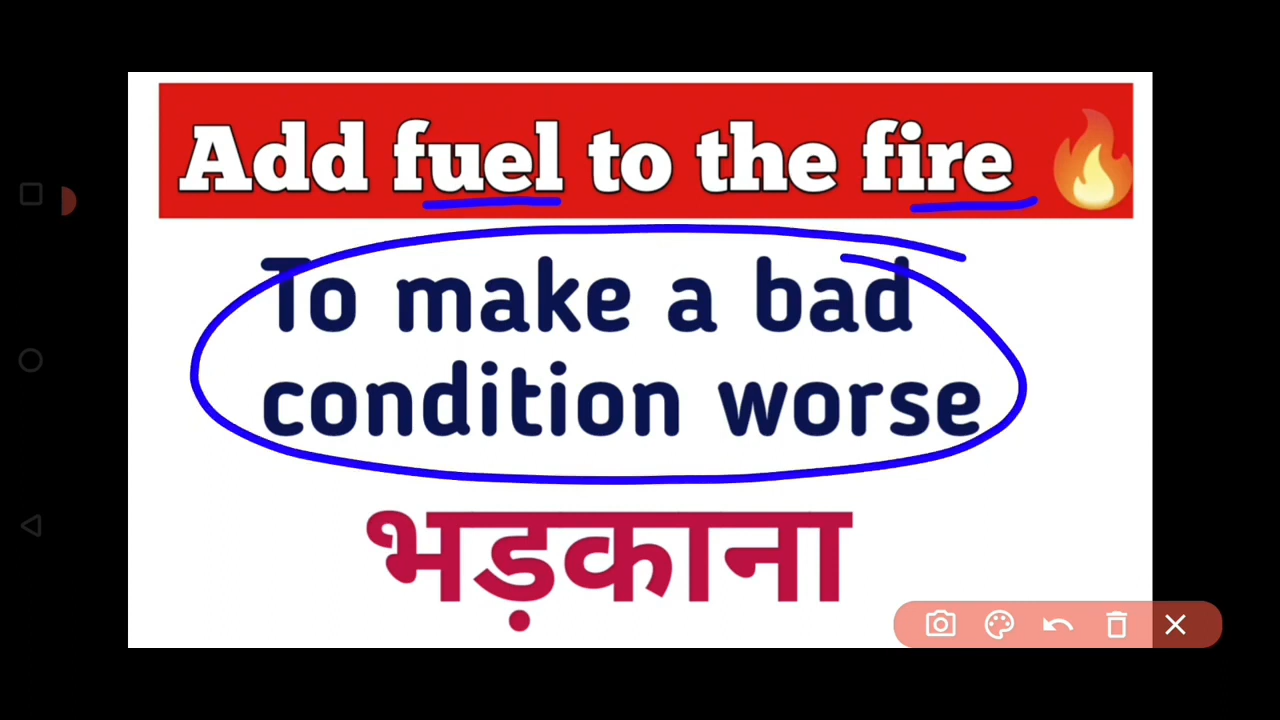 Add fuel to the fire
To make a bad
condition worse
भड़काना